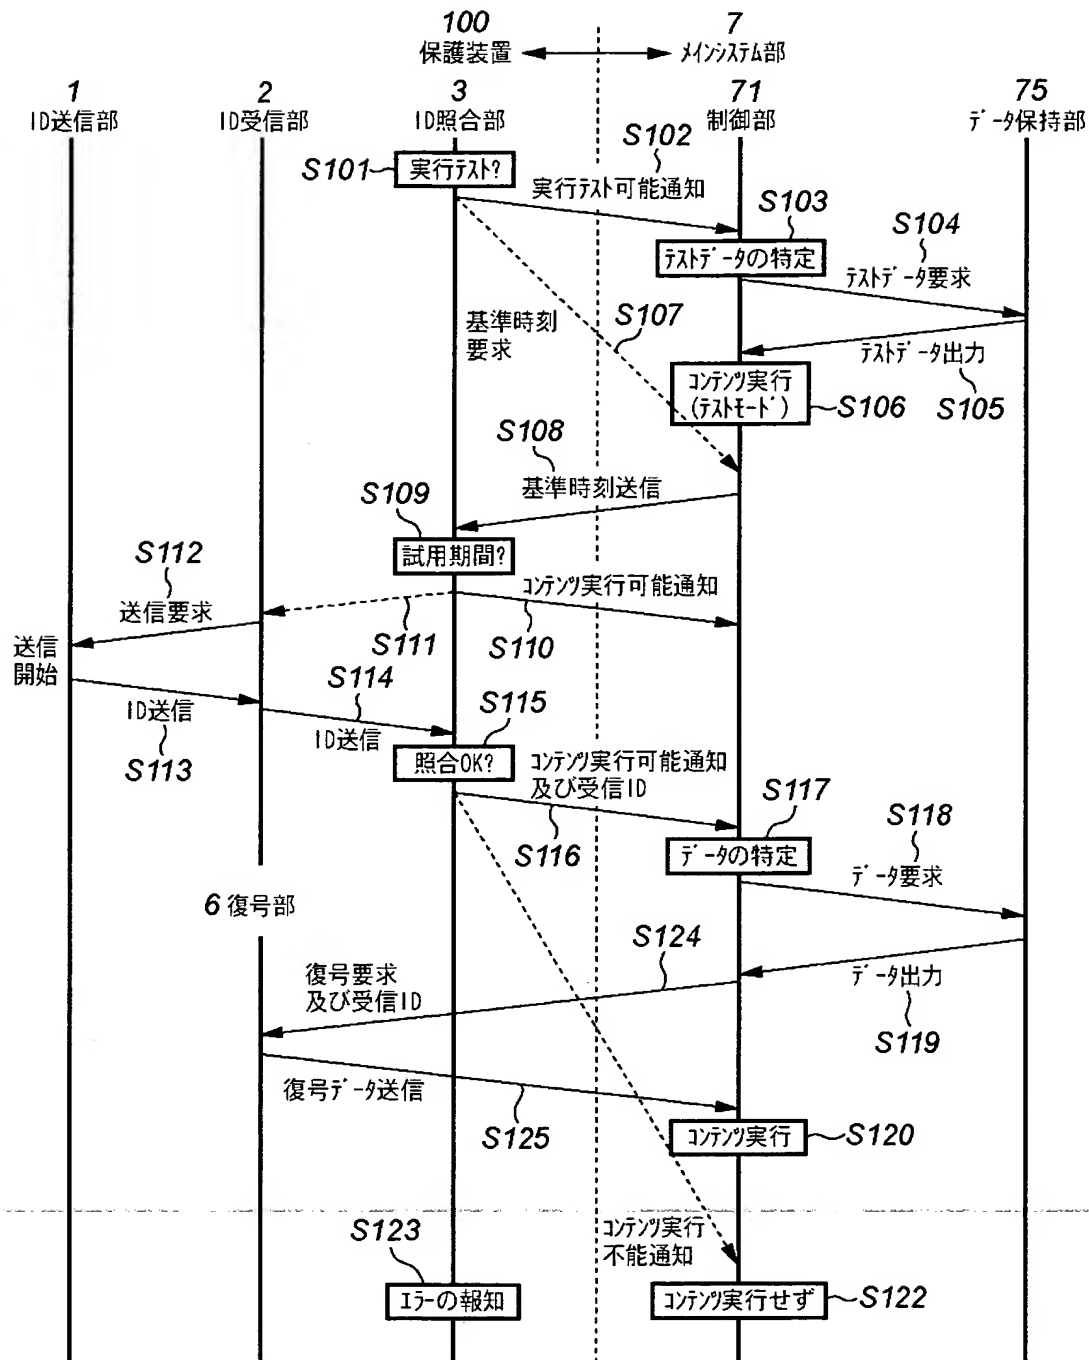 100
保護装置
7
メインシステム部
1
ID送信部
2
ID受信部
3
ID照合部
71
制御部
75
データ保持部
S101
実行テスト?
S102
実行テスト可能通知
S103
テストデータの特定
S104
テストデータ要求
基準時刻
要求
S107
テストデータ出力
S105
コンテンツ実行
(テストモード)
S106
S108
基準時刻送信
S109
試用期間?
S112
送信要求
コンテンツ実行可能通知
S111
S110
送信
開始
S114
ID送信
S113
ID送信
S115
照合OK?
コンテンツ実行可能通知
及び受信ID
S116
S117
データの特定
S118
データ要求
6 復号部
S124
復号要求
及び受信ID
データ出力
S119
復号データ送信
S125
コンテンツ実行
S120
コンテンツ実行
不能通知
S123
エラーの報知
コンテンツ実行せず
S122